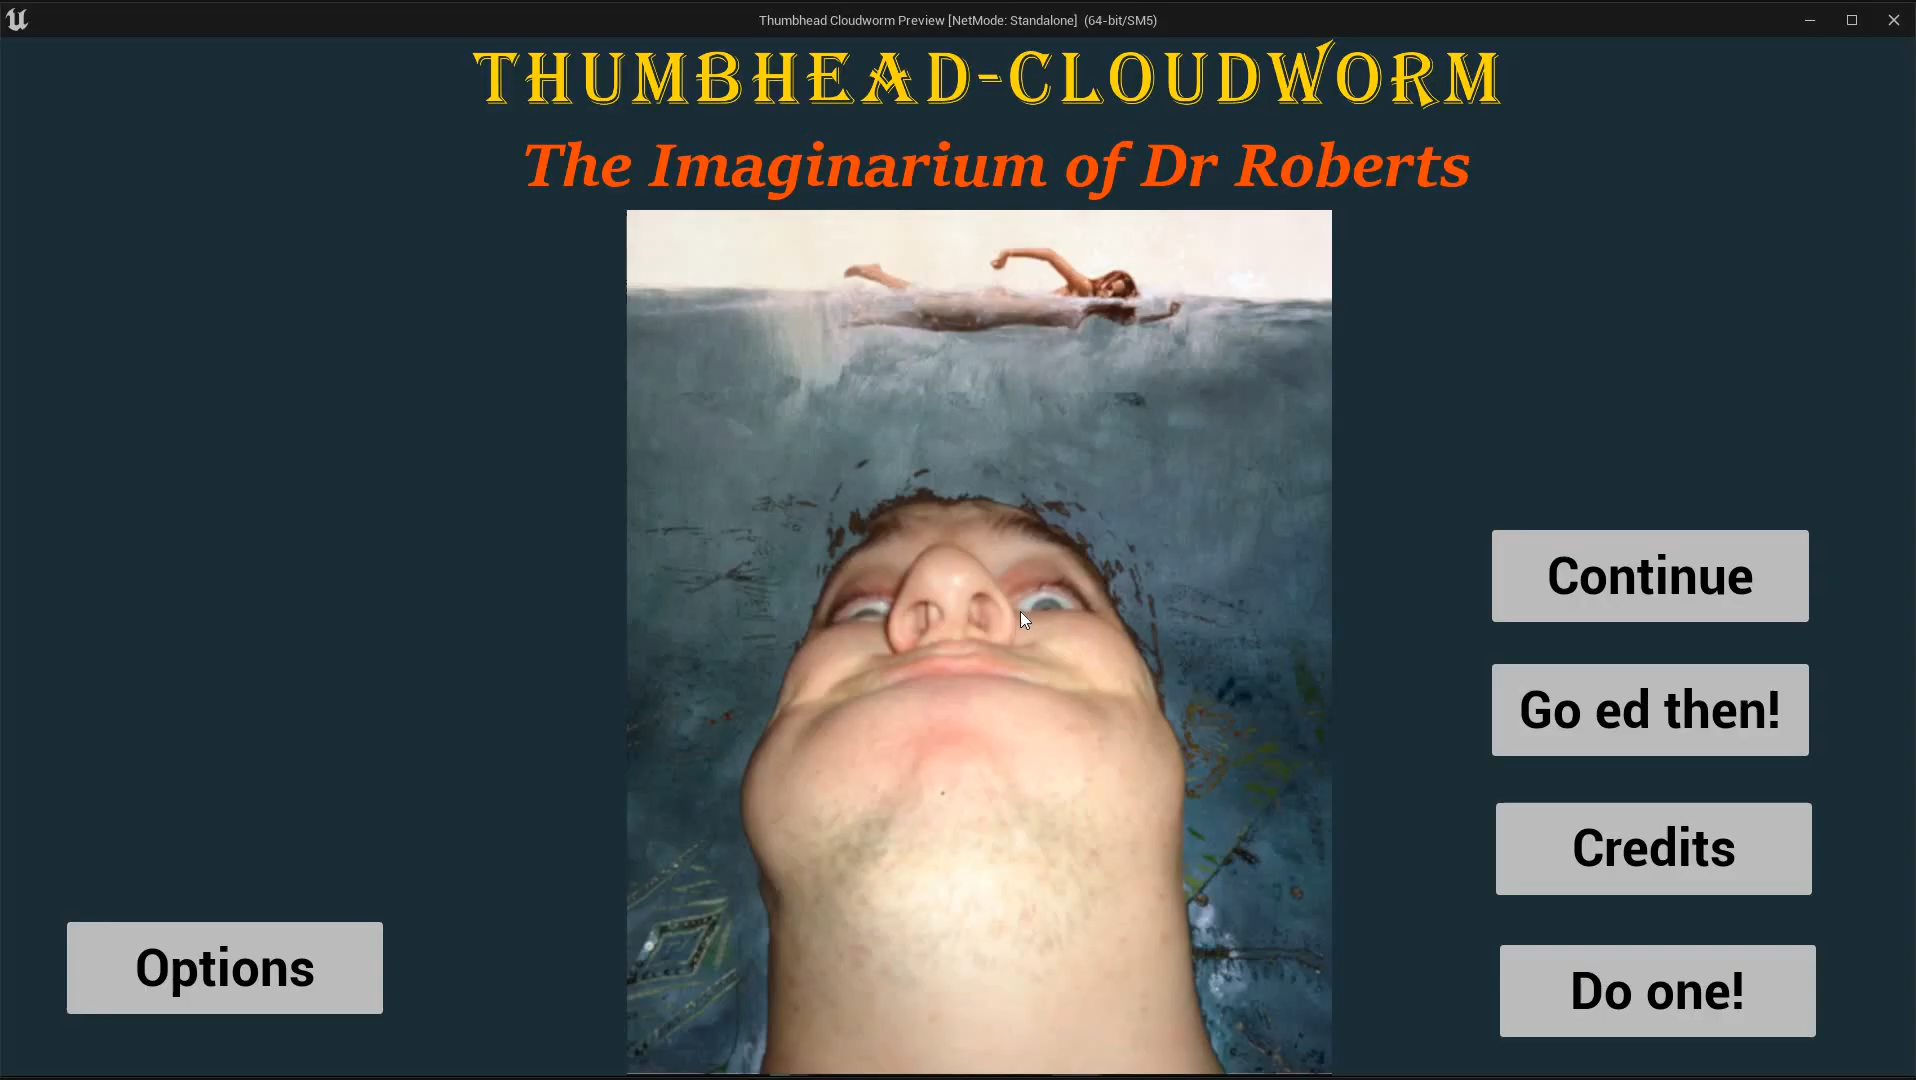 Thumbhead Cloudworm Preview [NetMode: Standalone]  (64-bit/SM5)
THUMBHEAD-CLOUDWORM
The Imaginarium of Dr Roberts
Continue
Go ed then!
Credits
Options
Do one!